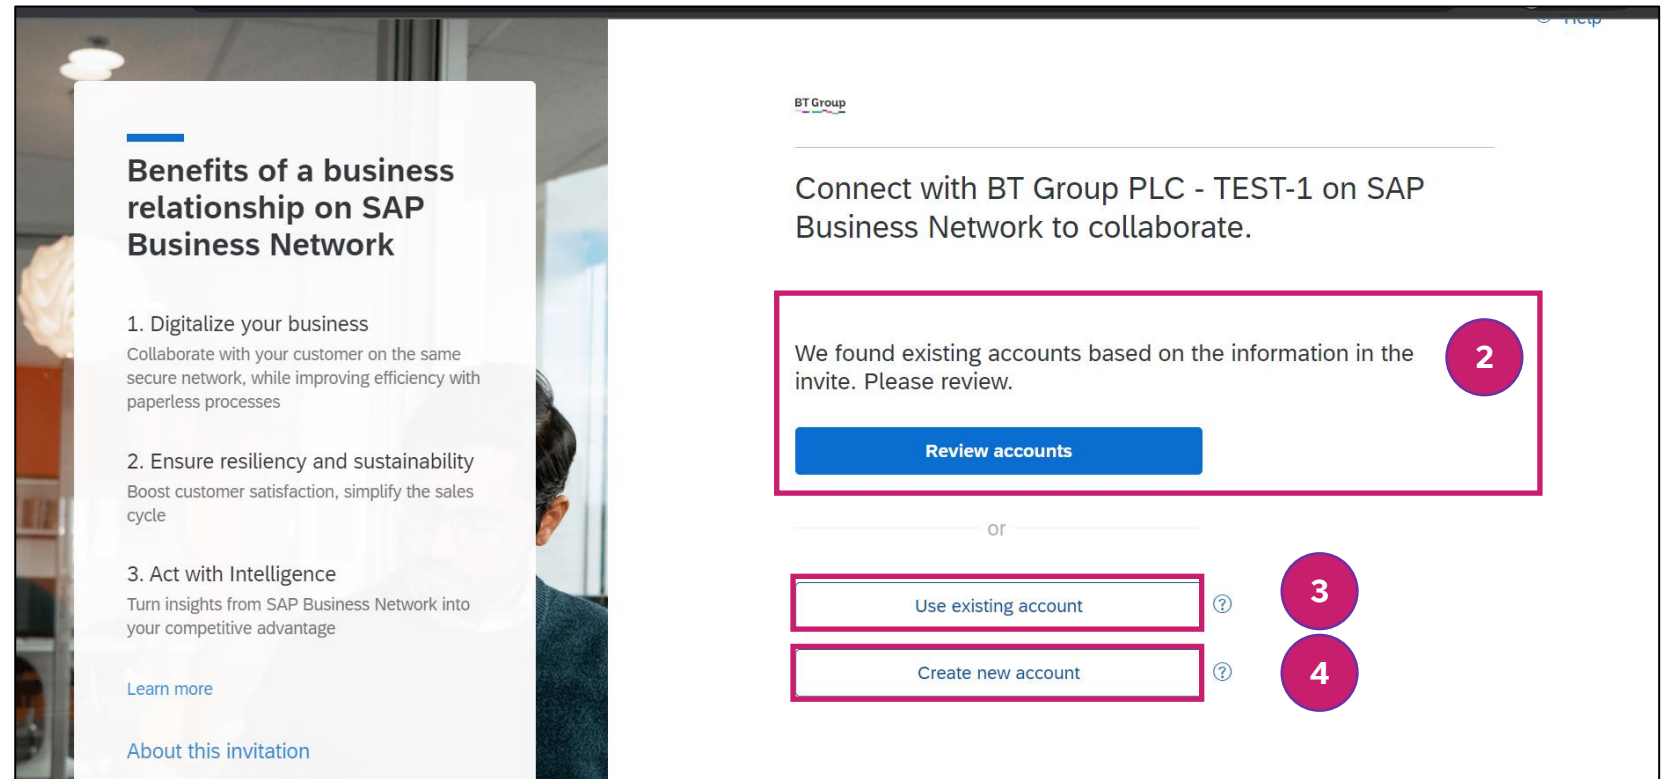 Help
BT Group
Benefits of a business
relationship on SAP
Business Network
1. Digitalize your business
Collaborate with your customer on the same
secure network, while improving efficiency with
paperless processes
2. Ensure resiliency and sustainability
Boost customer satisfaction, simplify the sales
cycle
3. Act with Intelligence
Turn insights from SAP Business Network into
your competitive advantage
Learn more
About this invitation
Connect with BT Group PLC - TEST-1 on SAP
Business Network to collaborate.
We found existing accounts based on the information in the
invite. Please review.
2
Review accounts
or
Use existing account
?
3
Create new account
?
4